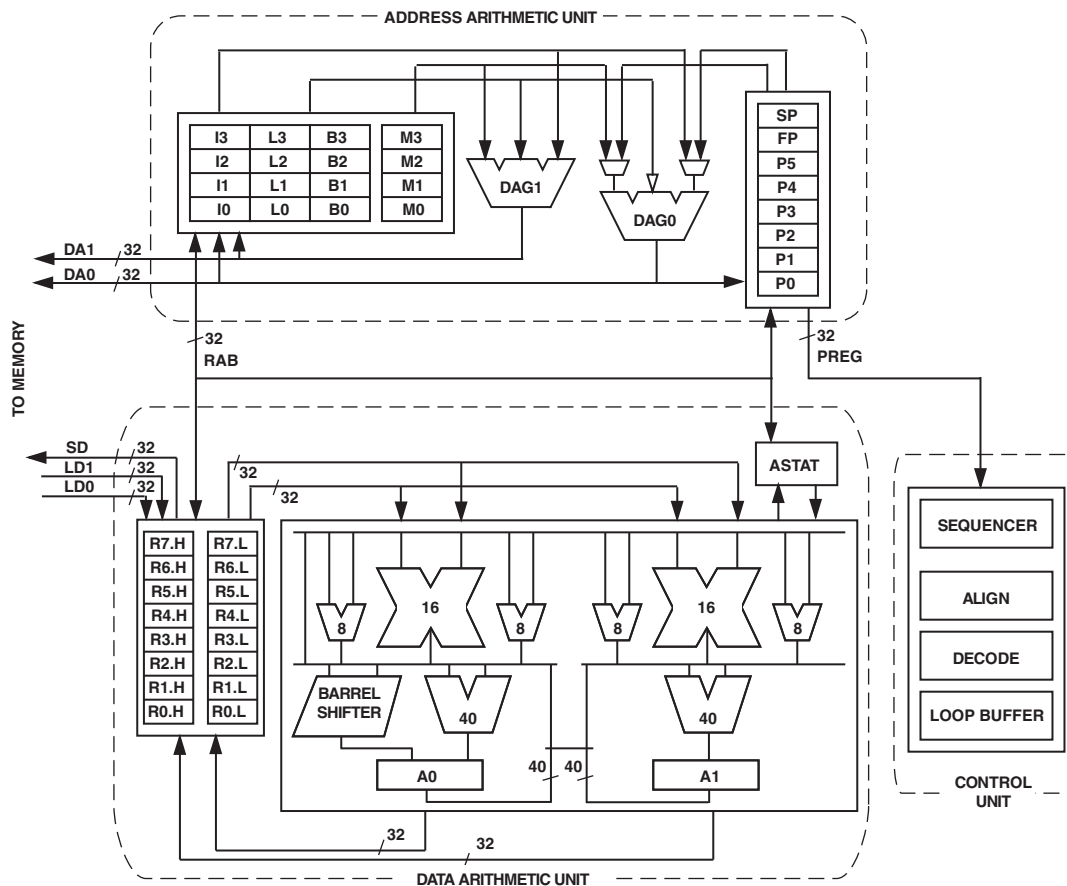 ADDRESS ARITHMETIC UNIT
I3 L3 B3 M3
I2 L2 B2 M2
I1 L1 B1 M1
I0 L0 B0 M0
DAG1
DAG0
SP
FP
P5
P4
P3
P2
P1
P0
DA1 32
DA0 32
TO MEMORY
32
RAB
32
PREG
SD 32
LD1 32
LD0 32
32
32
ASTAT
R7.H R7.L
R6.H R6.L
R5.H R5.L
R4.H R4.L
R3.H R3.L
R2.H R2.L
R1.H R1.L
R0.H R0.L
16
8
8
8
16
8
BARREL
SHIFTER
40
40
A0
40
40
A1
32
32
DATA ARITHMETIC UNIT
SEQUENCER
ALIGN
DECODE
LOOP BUFFER
CONTROL
UNIT